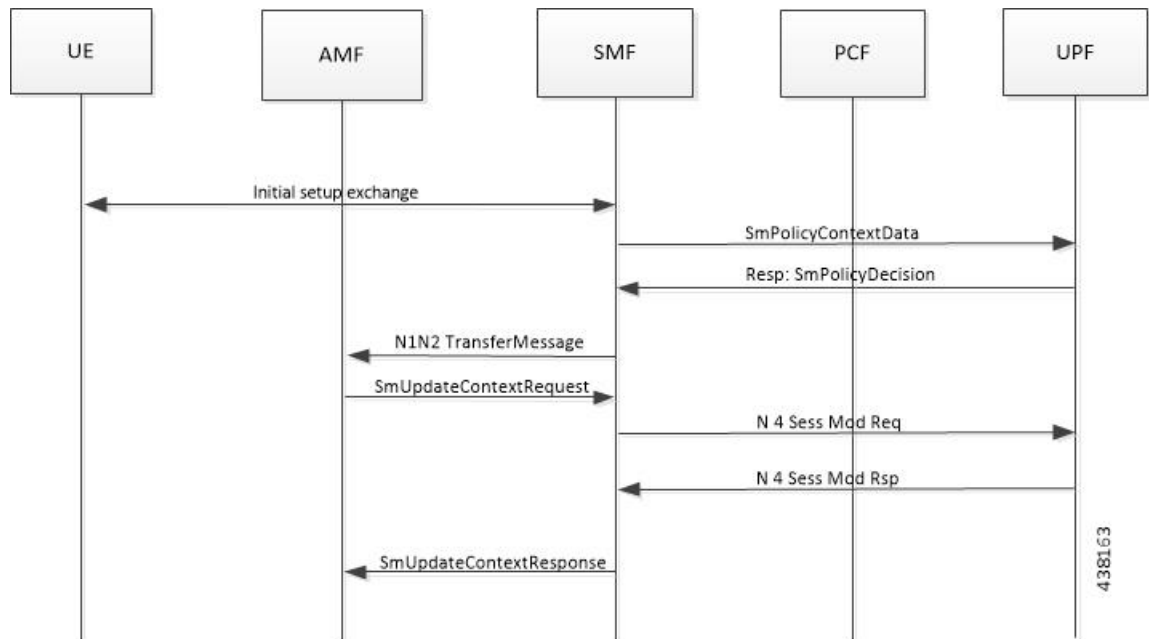 UE
AMF
SMF
PCF
UPF
Initial setup exchange
SmPolicyContextData
Resp: SmPolicyDecision
N1N2 TransferMessage
SmUpdateContextRequest
N 4 Sess Mod Req
N 4 Sess Mod Rsp
SmUpdateContextResponse
438163